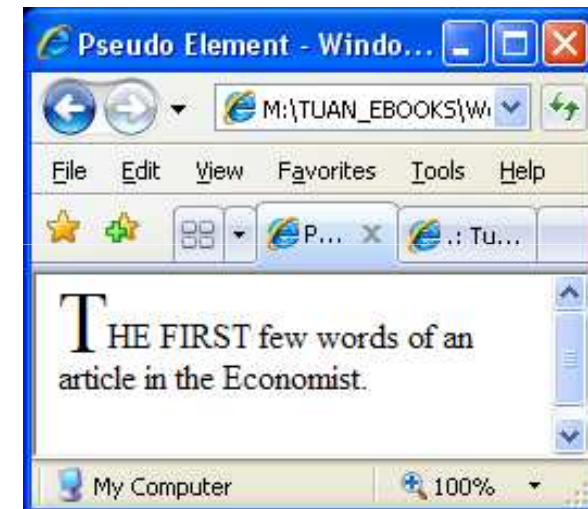 Pseudo Element - Windo...
M:\TUAN_EBOOKS\W
File Edit View Favorites Tools Help
P... .: Tu...
THE FIRST few words of an
article in the Economist.
My Computer 100%